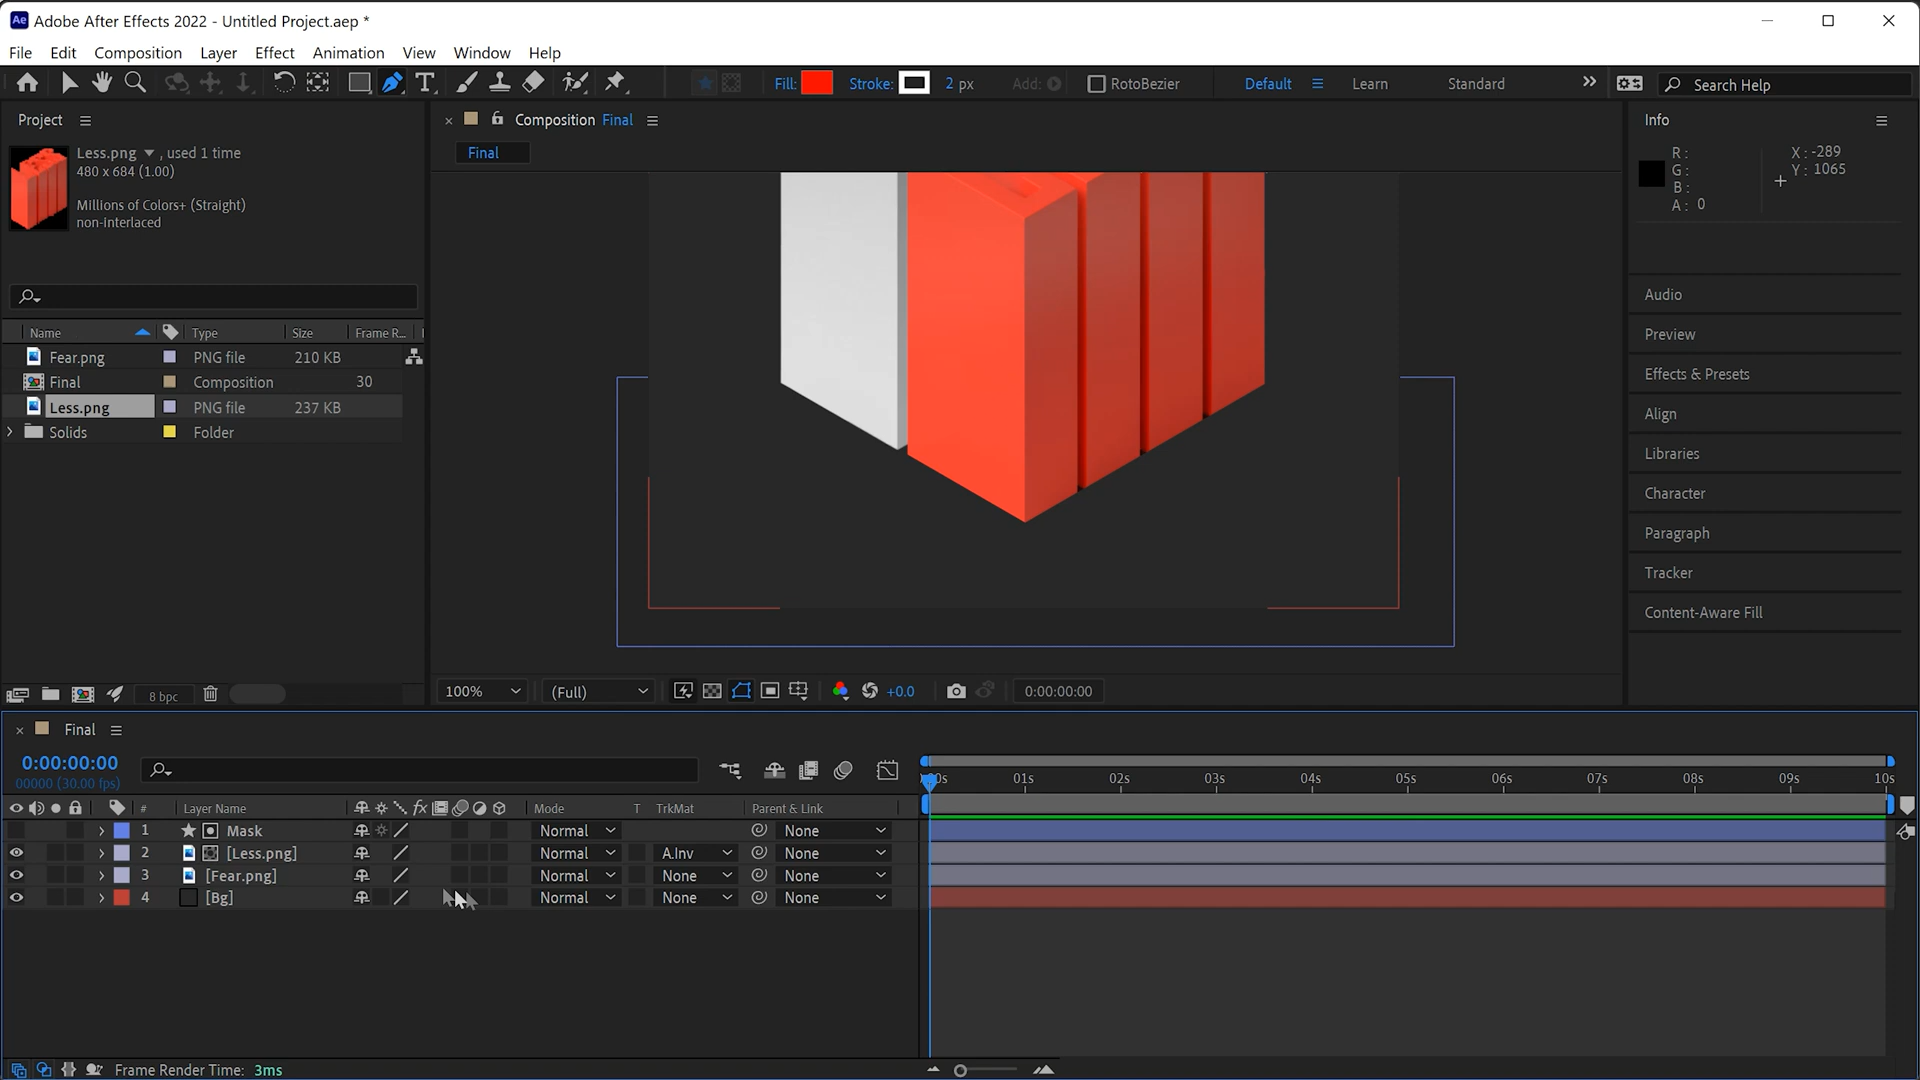 Ae Adobe After Effects 2022 - Untitled Project.aep *
File Edit Composition Layer Effect Animation View Window Help
Fill: Stroke: 2 px Add: RotoBezier Default Learn Standard Search Help
Project
Less.png , used 1 time
480 x 684 (1.00)
Millions of Colors+ (Straight)
non-interlaced
Name Type Size Frame R...
Fear.png PNG file 210 KB
Final Composition 30
Less.png PNG file 237 KB
Solids Folder
8 bpc
Composition Final
Final
100% (Full) +0.0 0:00:00:00
Info
R: X: -289
G: Y: 1065
B:
A: 0
Audio
Preview
Effects & Presets
Align
Libraries
Character
Paragraph
Tracker
Content-Aware Fill
Final
0:00:00:00
00000 (30.00 fps)
01s 02s 03s 04s 05s 06s 07s 08s 09s 10s
# Layer Name fx Mode T TrkMat Parent & Link
1 Mask Normal None
2 [Less.png] Normal A.Inv None
3 [Fear.png] Normal None None
4 [Bg] Normal None None
Frame Render Time: 3ms